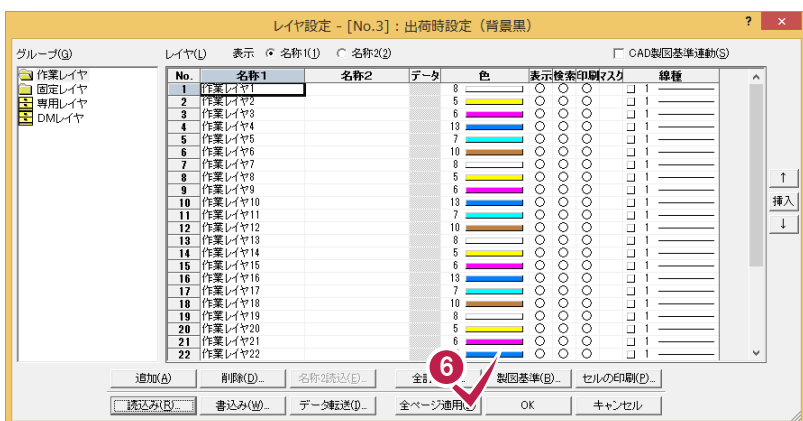 レイヤ設定 - [No.3] : 出荷時設定（背景黒）
? ×
グループ(G) レイヤ(L) 表示 名称1(1) 名称2(2) CAD製図基準連動(S)
作業レイヤ
固定レイヤ
専用レイヤ
DMレイヤ
No. 名称1 名称2 データ 色 表示 検索 印刷 マスク 線種
1 作業レイヤ1 8 ○ ○ ○ 1
2 作業レイヤ2 5 ○ ○ ○ 1
3 作業レイヤ3 6 ○ ○ ○ 1
4 作業レイヤ4 13 ○ ○ ○ 1
5 作業レイヤ5 7 ○ ○ ○ 1
6 作業レイヤ6 10 ○ ○ ○ 1
7 作業レイヤ7 8 ○ ○ ○ 1
8 作業レイヤ8 5 ○ ○ ○ 1
9 作業レイヤ9 6 ○ ○ ○ 1
10 作業レイヤ10 13 ○ ○ ○ 1
11 作業レイヤ11 7 ○ ○ ○ 1
12 作業レイヤ12 10 ○ ○ ○ 1
13 作業レイヤ13 8 ○ ○ ○ 1
14 作業レイヤ14 5 ○ ○ ○ 1
15 作業レイヤ15 6 ○ ○ ○ 1
16 作業レイヤ16 13 ○ ○ ○ 1
17 作業レイヤ17 7 ○ ○ ○ 1
18 作業レイヤ18 10 ○ ○ ○ 1
19 作業レイヤ19 8 ○ ○ ○ 1
20 作業レイヤ20 5 ○ ○ ○ 1
21 作業レイヤ21 6 ○ ○ ○ 1
22 作業レイヤ22 ○ ○ ○ 1
↑
挿入
↓
6
追加(A) 削除(D)... 名称2読込(E)... 製図基準(B)... セルの印刷(P)...
読込み(R)... 書込み(W)... データ転送(I)... 全ページ適用 OK キャンセル